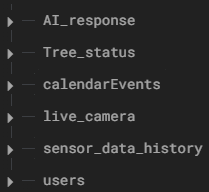 AI_response
Tree_status
calendarEvents
live_camera
sensor_data_history
users